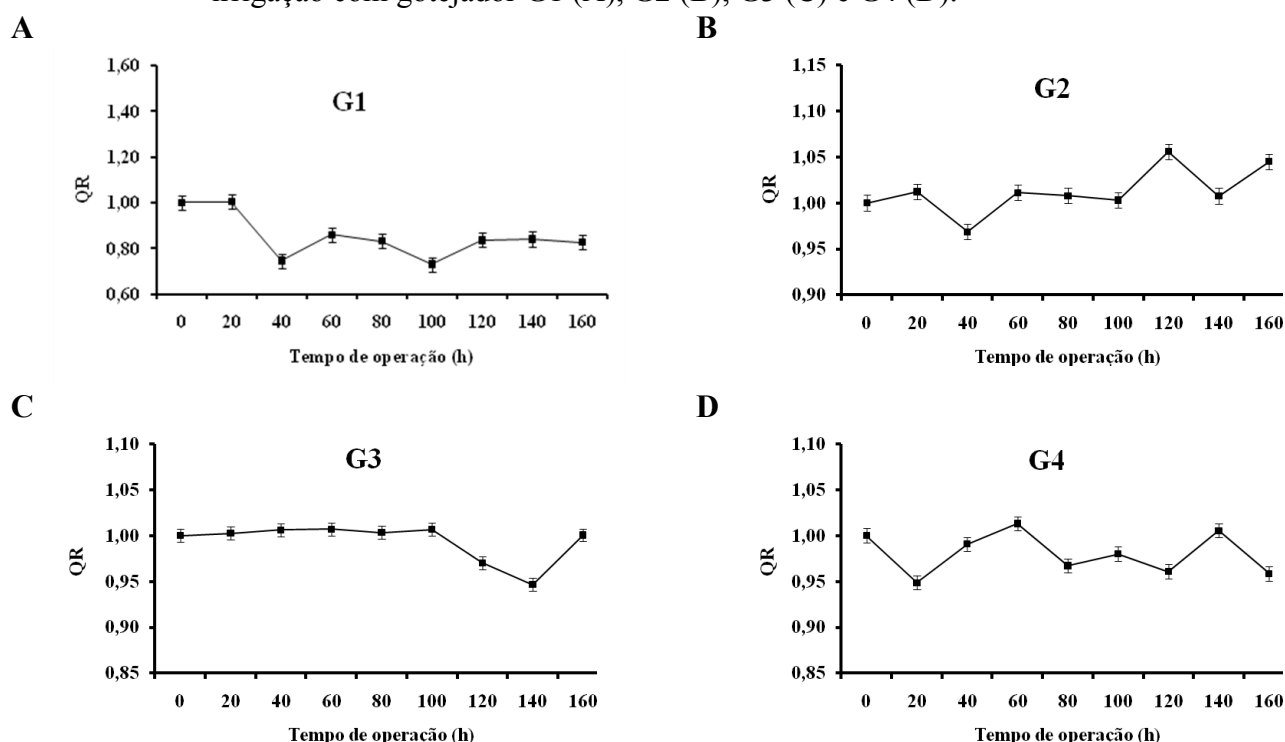 irrigação com gotejador G1 (A), G2 (B), G3 (C) e G4 (D).
A
G1
QR
1,60
1,40
1,20
1,00
0,80
0,60
0 20 40 60 80 100 120 140 160
Tempo de operação (h)
B
G2
QR
1,15
1,10
1,05
1,00
0,95
0,90
0 20 40 60 80 100 120 140 160
Tempo de operação (h)
C
G3
QR
1,10
1,05
1,00
0,95
0,90
0,85
0 20 40 60 80 100 120 140 160
Tempo de operação (h)
D
G4
QR
1,10
1,05
1,00
0,95
0,90
0,85
0 20 40 60 80 100 120 140 160
Tempo de operação (h)